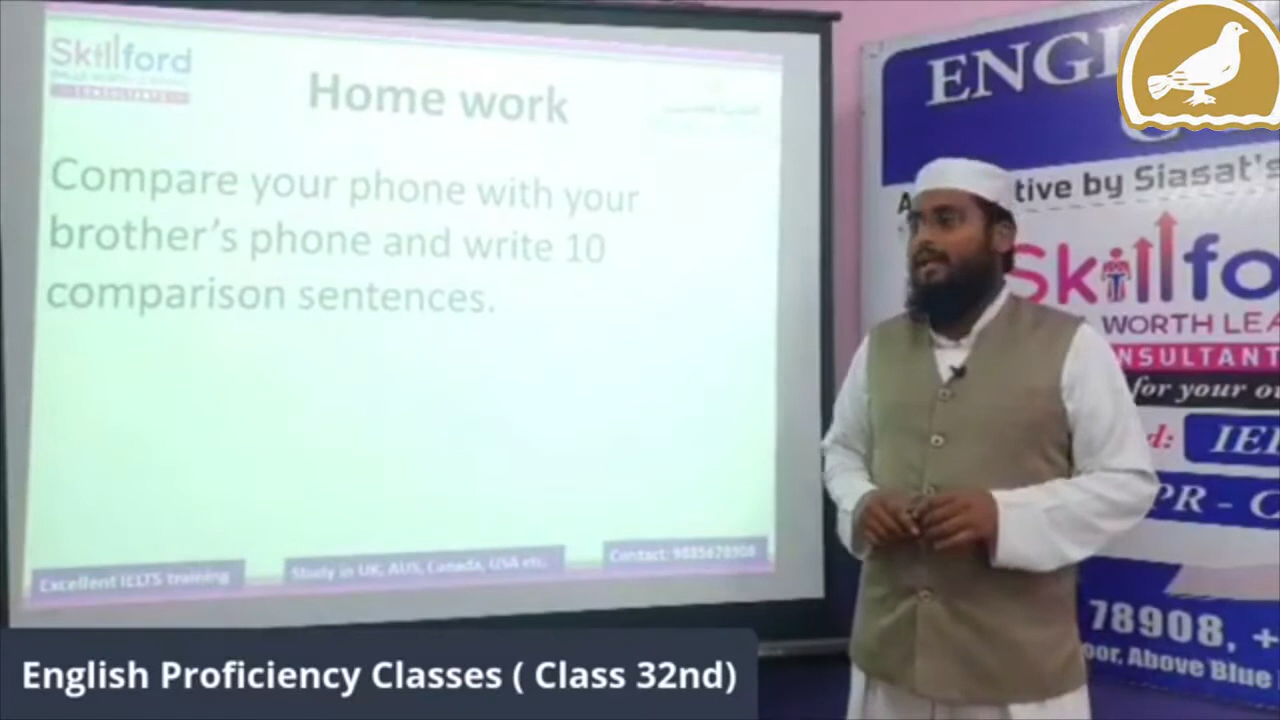 Skillford
CONSULTANTS
Home work
Compare your phone with your
brother's phone and write 10
comparison sentences.
Excellent IELTS training
Study in UK, AUS, Canada, USA etc.
Contact: 9885678908
ENGL
C
A tive by Siasat's
Skillfo
WORTH LEA
NSULTANT
for your o
d: IE
PR - C
78908, +
oor, Above Blue
English Proficiency Classes ( Class 32nd)